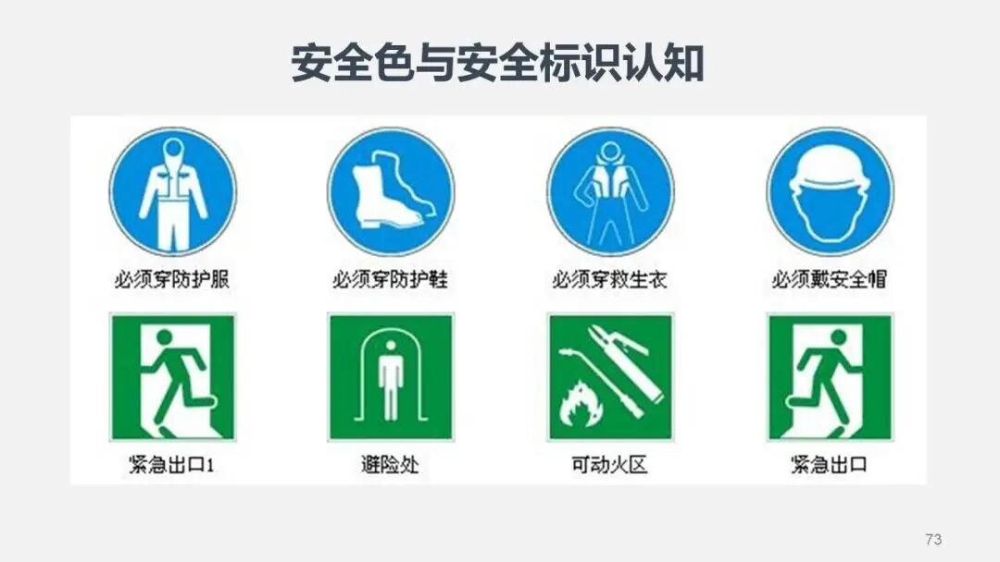 安全色与安全标识认知
必须穿防护服
必须穿防护鞋
必须穿救生衣
必须戴安全帽
紧急出口1
避险处
可动火区
紧急出口
73